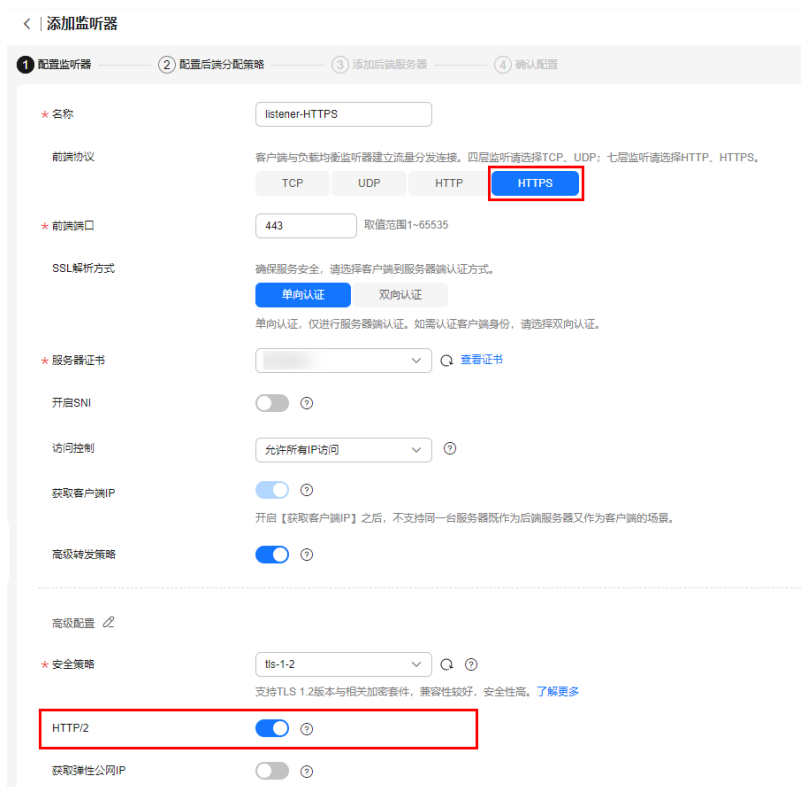 添加监听器
1 配置监听器 2 配置后端分配策略 3 添加后端服务器 4 确认配置
* 名称 listener-HTTPS
前端协议 客户端与负载均衡监听器建立流量分发连接。四层监听请选择TCP、UDP；七层监听请选择HTTP、HTTPS。
TCP UDP HTTP HTTPS
* 前端端口 443 取值范围1~65535
SSL解析方式 确保服务安全，请选择客户端到服务器端认证方式。
单向认证 双向认证
单向认证，仅进行服务器端认证。如需认证客户端身份，请选择双向认证。
* 服务器证书 查看证书
开启SNI
访问控制 允许所有IP访问
获取客户端IP
开启【获取客户端IP】之后，不支持同一台服务器既作为后端服务器又作为客户端的场景。
高级转发策略
高级配置
* 安全策略 tls-1-2
支持TLS 1.2版本与相关加密套件，兼容性较好，安全性高。了解更多
HTTP/2
获取弹性公网IP